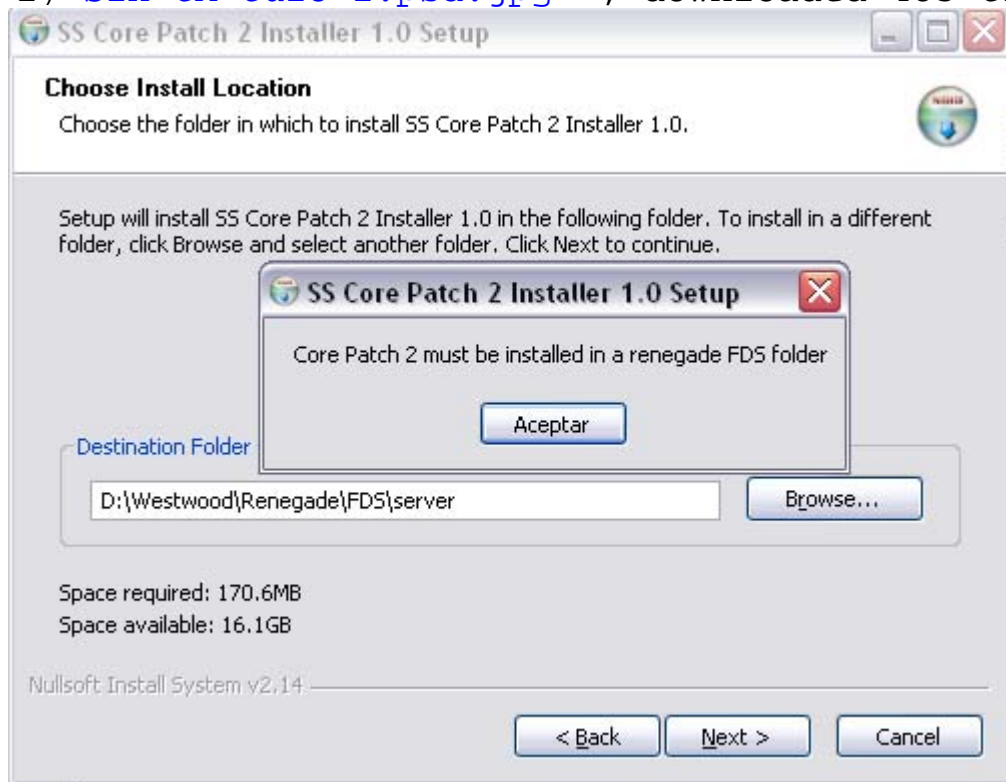 SS Core Patch 2 Installer 1.0 Setup
Choose Install Location
Choose the folder in which to install SS Core Patch 2 Installer 1.0.
Setup will install SS Core Patch 2 Installer 1.0 in the following folder. To install in a different
folder, click Browse and select another folder. Click Next to continue.
SS Core Patch 2 Installer 1.0 Setup
Core Patch 2 must be installed in a renegade FDS folder
Aceptar
Destination Folder
D:\Westwood\Renegade\FDS\server
Browse...
Space required: 170.6MB
Space available: 16.1GB
Nullsoft Install System v2.14
< Back
Next >
Cancel